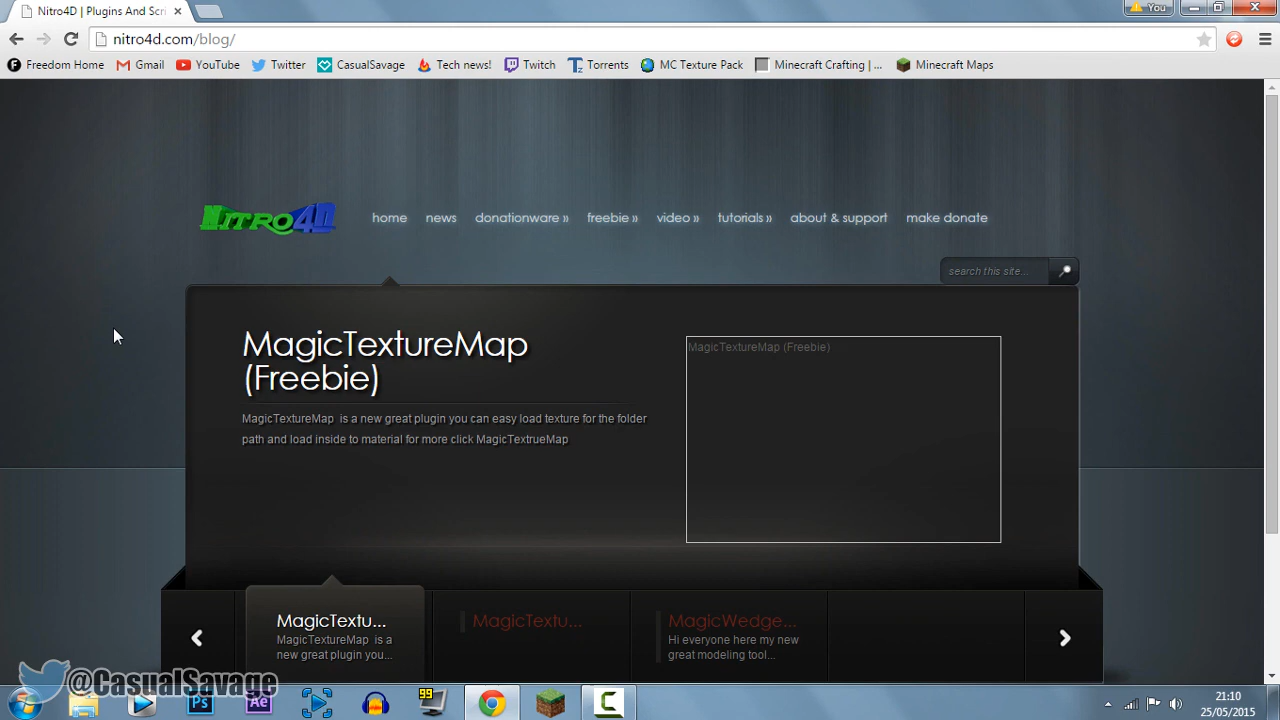 Nitro4D | Plugins And Scri
You
nitro4d.com/blog/
Freedom Home
Gmail
YouTube
Twitter
CasualSavage
Tech news!
Twitch
Torrents
MC Texture Pack
Minecraft Crafting | ...
Minecraft Maps
NITRO4D
home
news
donationware »
freebie »
video »
tutorials »
about & support
make donate
search this site...
MagicTextureMap
(Freebie)
MagicTextureMap is a new great plugin you can easy load texture for the folder
path and load inside to material for more click MagicTextrueMap
MagicTextureMap (Freebie)
MagicTextu...
MagicTextureMap is a
new great plugin you...
MagicTextu...
MagicWedge...
Hi everyone here my new
great modeling tool...
@CasualSavage
Ps
Ae
99
C
21:10
25/05/2015